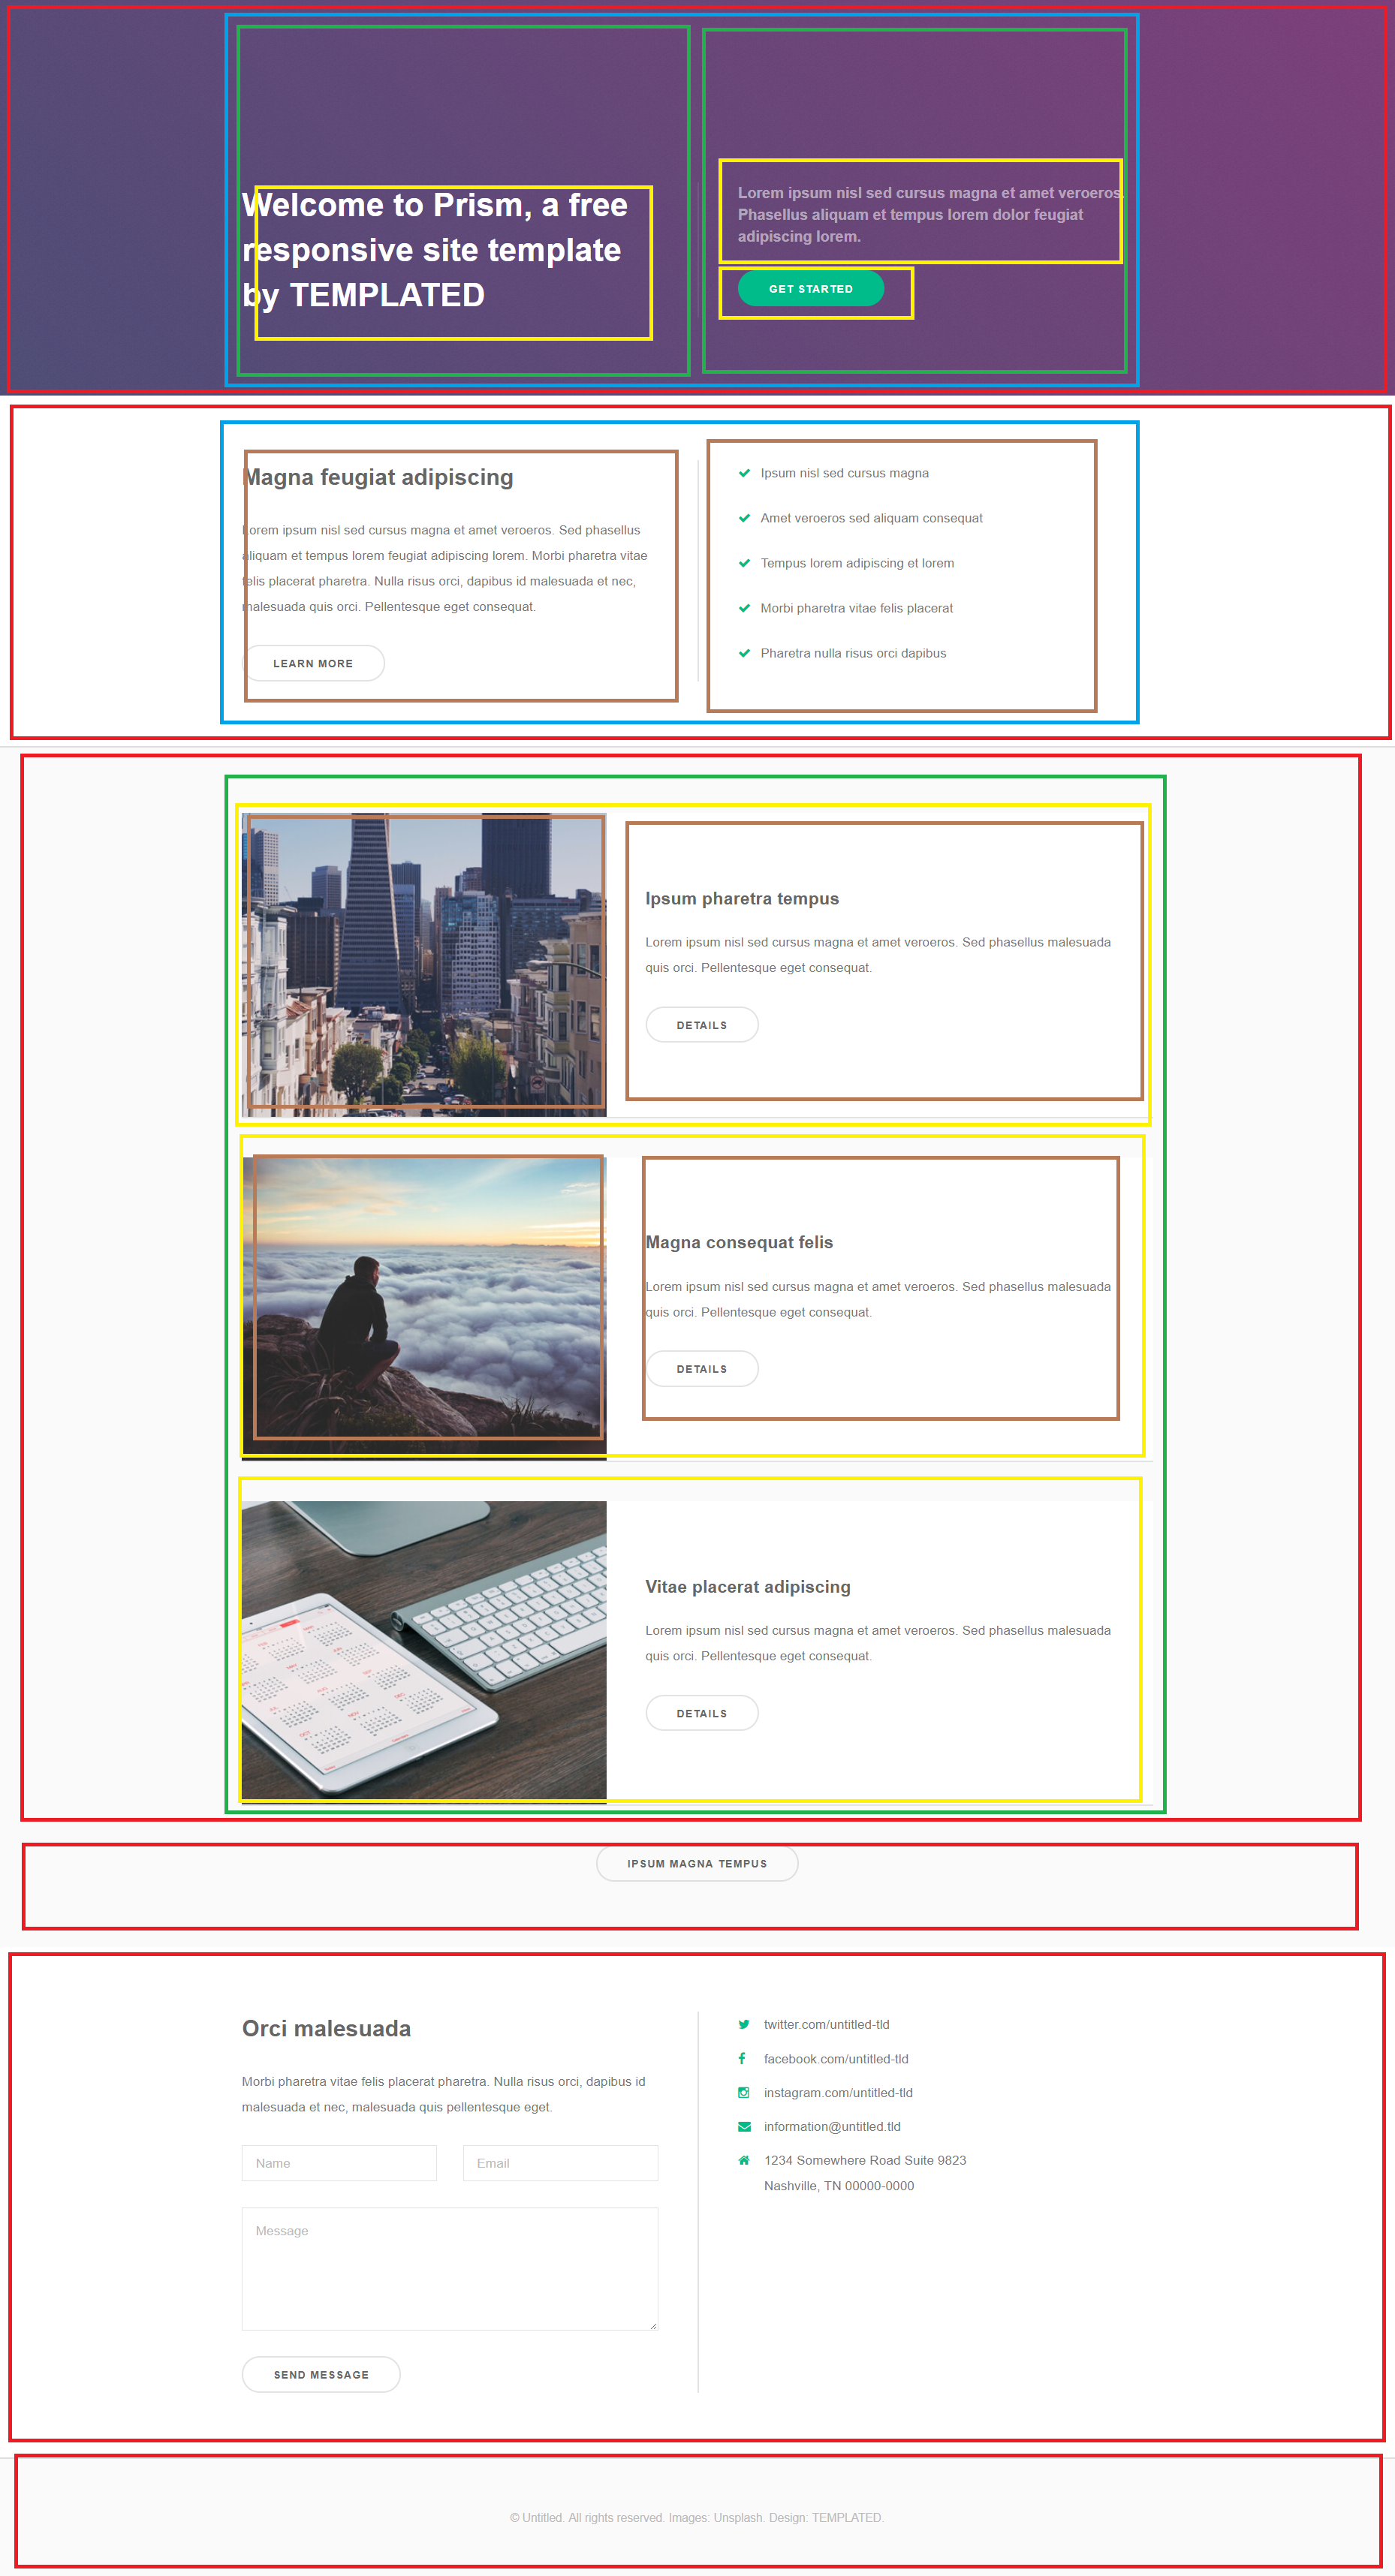 Welcome to Prism, a free
responsive site template
by TEMPLATED
Lorem ipsum nisl sed cursus magna et amet veroeros.
Phasellus aliquam et tempus lorem dolor feugiat
adipiscing lorem.
GET STARTED
Magna feugiat adipiscing
Lorem ipsum nisl sed cursus magna et amet veroeros. Sed phasellus
aliquam et tempus lorem feugiat adipiscing lorem. Morbi pharetra vitae
felis placerat pharetra. Nulla risus orci, dapibus id malesuada et nec,
malesuada quis orci. Pellentesque eget consequat.
LEARN MORE
Ipsum nisl sed cursus magna
Amet veroeros sed aliquam consequat
Tempus lorem adipiscing et lorem
Morbi pharetra vitae felis placerat
Pharetra nulla risus orci dapibus
Ipsum pharetra tempus
Lorem ipsum nisl sed cursus magna et amet veroeros. Sed phasellus malesuada
quis orci. Pellentesque eget consequat.
DETAILS
Magna consequat felis
Lorem ipsum nisl sed cursus magna et amet veroeros. Sed phasellus malesuada
quis orci. Pellentesque eget consequat.
DETAILS
Vitae placerat adipiscing
Lorem ipsum nisl sed cursus magna et amet veroeros. Sed phasellus malesuada
quis orci. Pellentesque eget consequat.
DETAILS
IPSUM MAGNA TEMPUS
Orci malesuada
Morbi pharetra vitae felis placerat pharetra. Nulla risus orci, dapibus id
malesuada et nec, malesuada quis pellentesque eget.
Name
Email
Message
SEND MESSAGE
twitter.com/untitled-tld
facebook.com/untitled-tld
instagram.com/untitled-tld
information@untitled.tld
1234 Somewhere Road Suite 9823
Nashville, TN 00000-0000
© Untitled. All rights reserved. Images: Unsplash. Design: TEMPLATED.